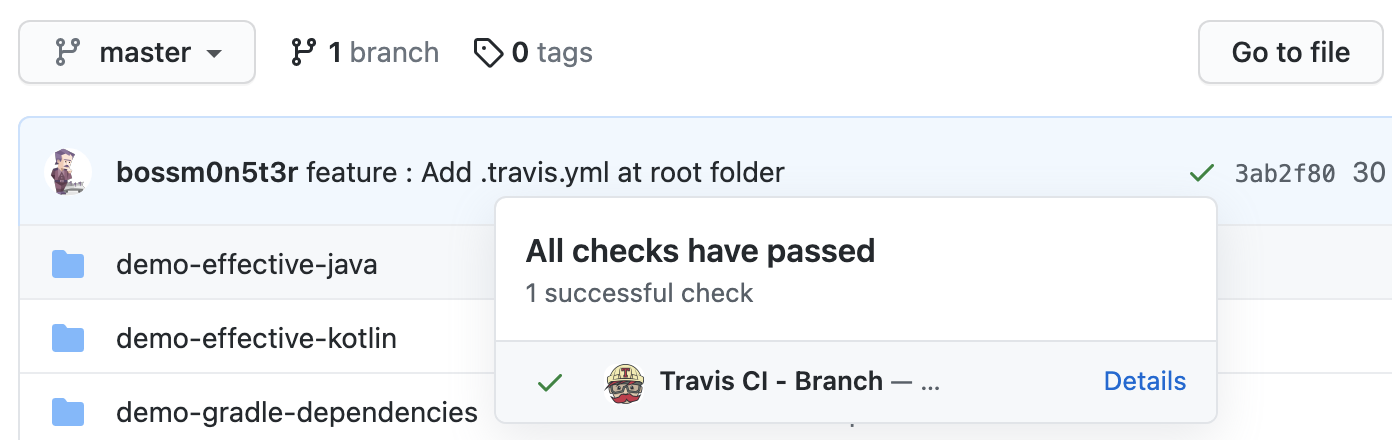 master 1 branch 0 tags Go to file
bossm0n5t3r feature : Add .travis.yml at root folder 3ab2f80 30
All checks have passed
demo-effective-java
1 successful check
demo-effective-kotlin
Travis CI - Branch — ... Details
demo-gradle-dependencies